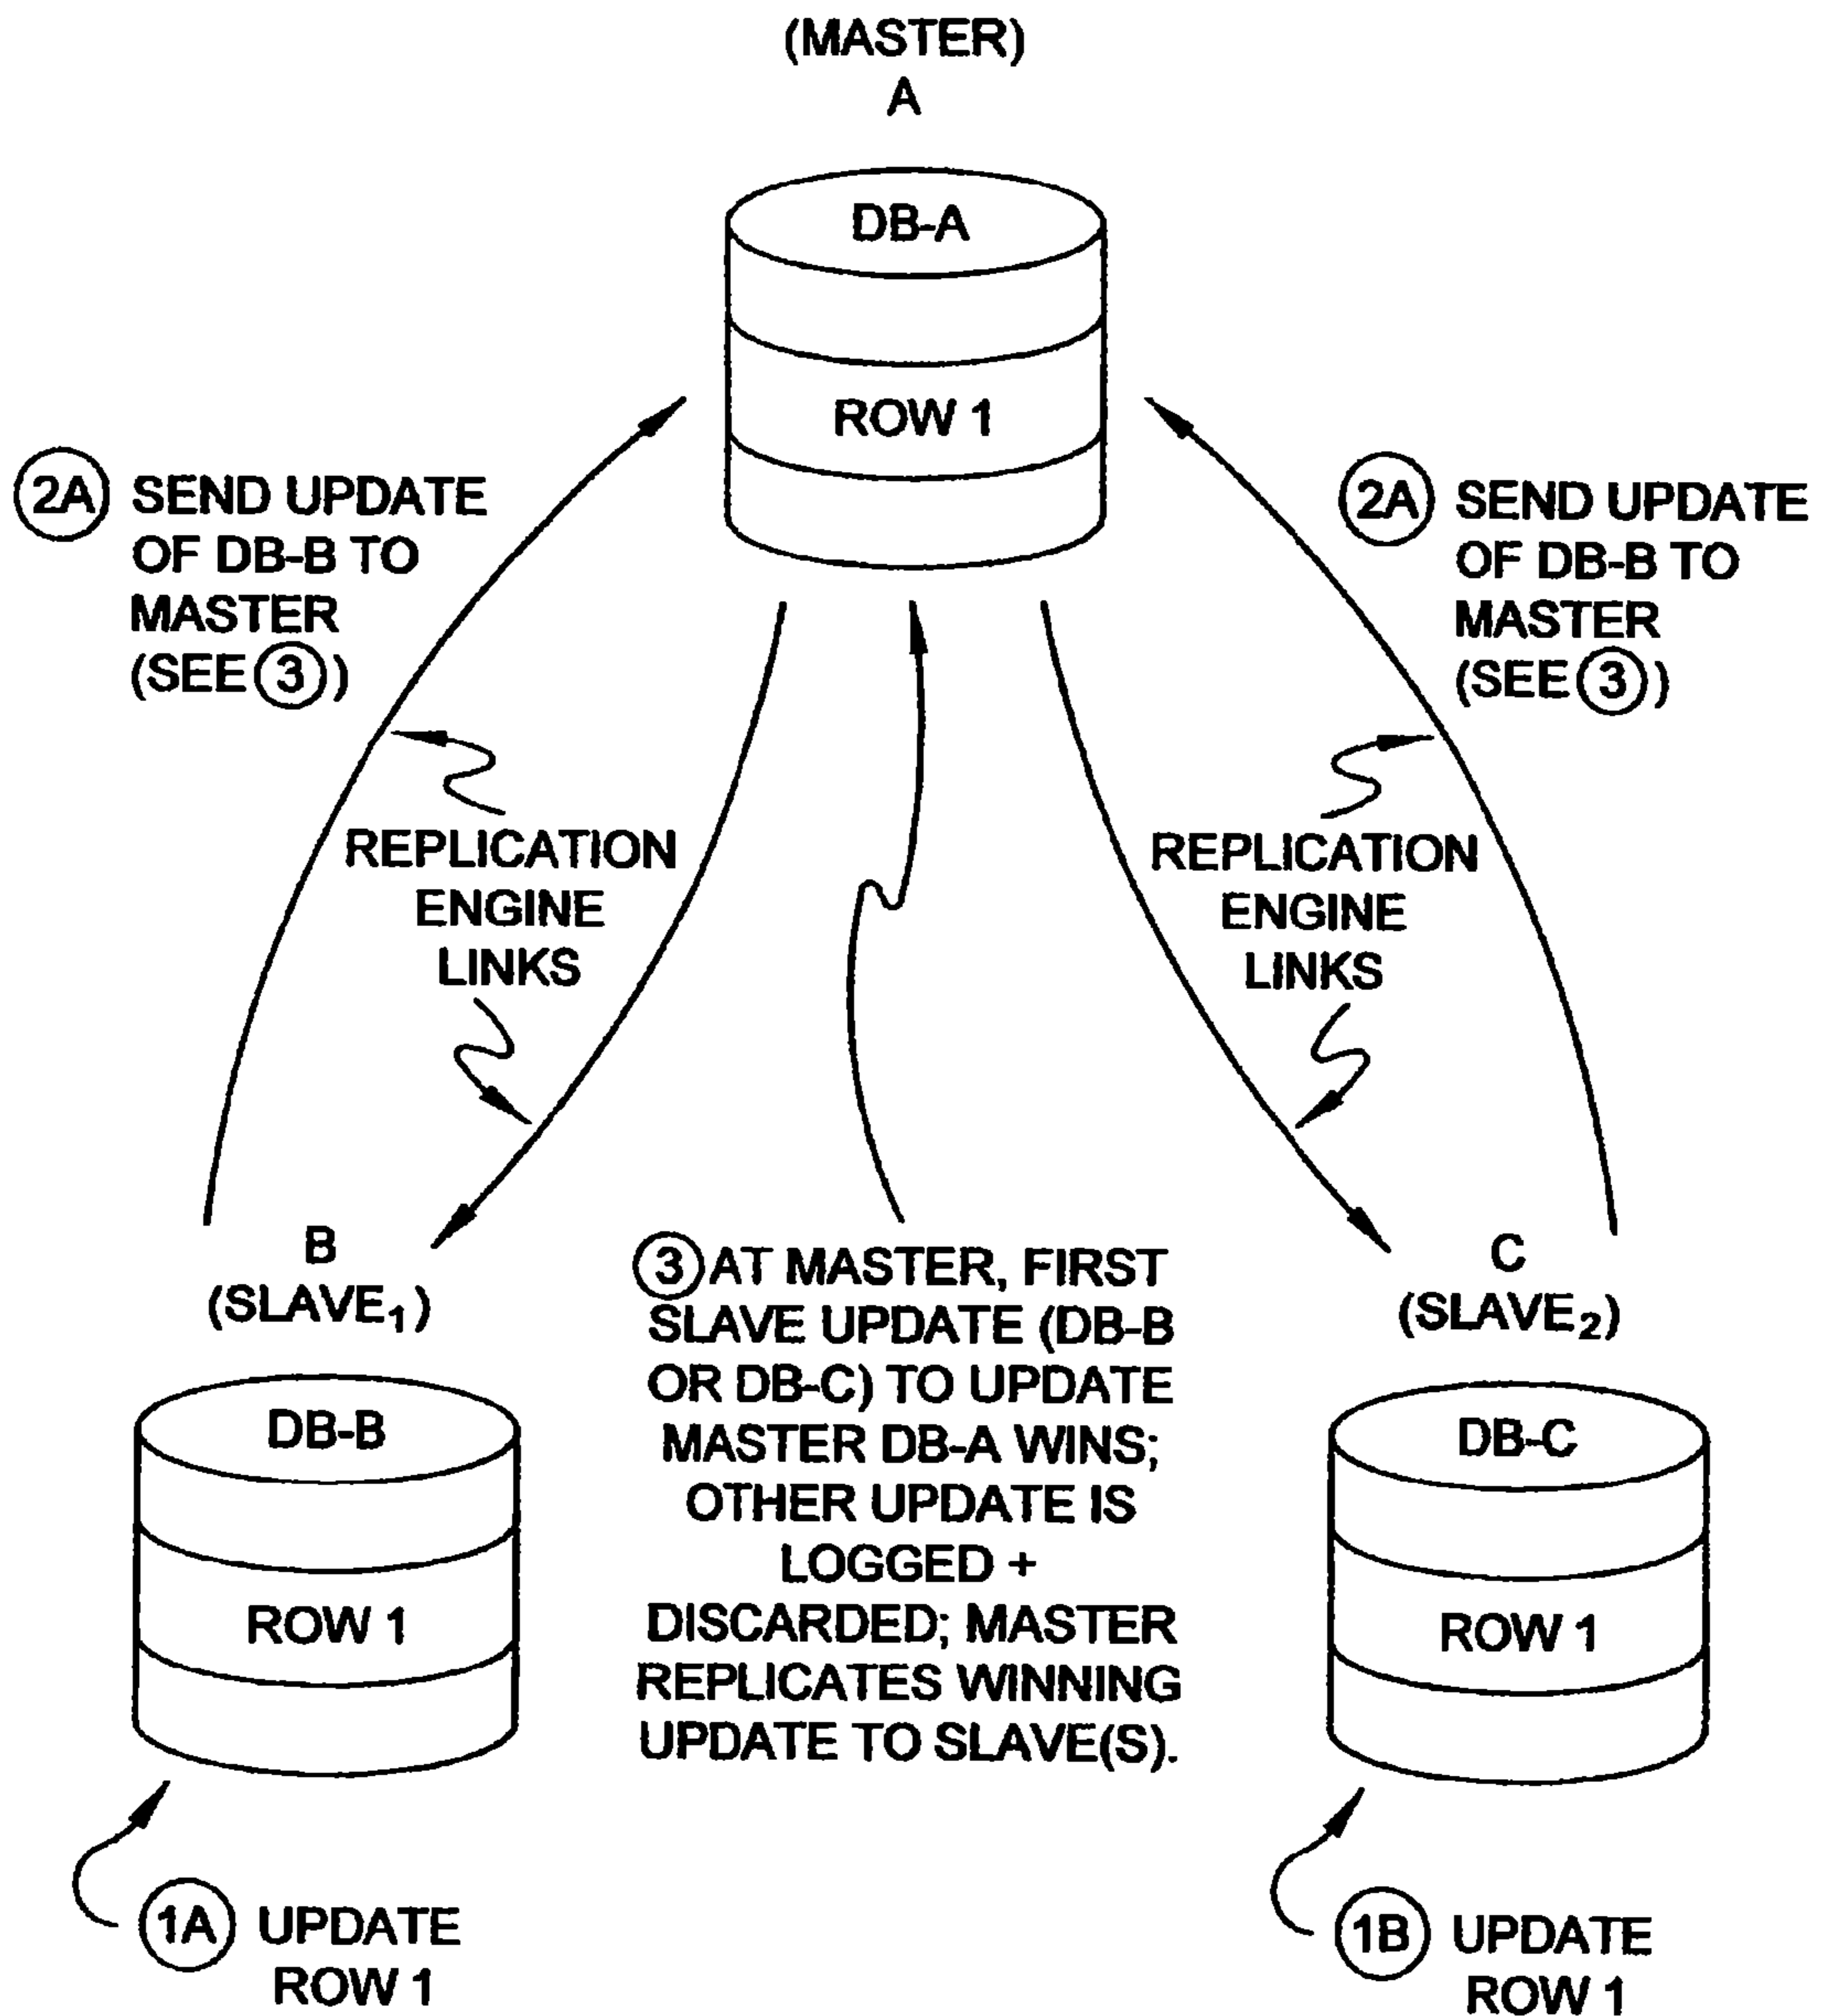 (MASTER)
A
DB-A
ROW 1
2A SEND UPDATE
OF DB-B TO
MASTER
(SEE 3)
2A SEND UPDATE
OF DB-B TO
MASTER
(SEE 3)
REPLICATION
ENGINE
LINKS
REPLICATION
ENGINE
LINKS
B
(SLAVE1)
3 AT MASTER, FIRST
SLAVE UPDATE (DB-B
OR DB-C) TO UPDATE
MASTER DB-A WINS;
OTHER UPDATE IS
LOGGED +
DISCARDED; MASTER
REPLICATES WINNING
UPDATE TO SLAVE(S).
C
(SLAVE2)
DB-B
ROW 1
DB-C
ROW 1
1A UPDATE
ROW 1
1B UPDATE
ROW 1